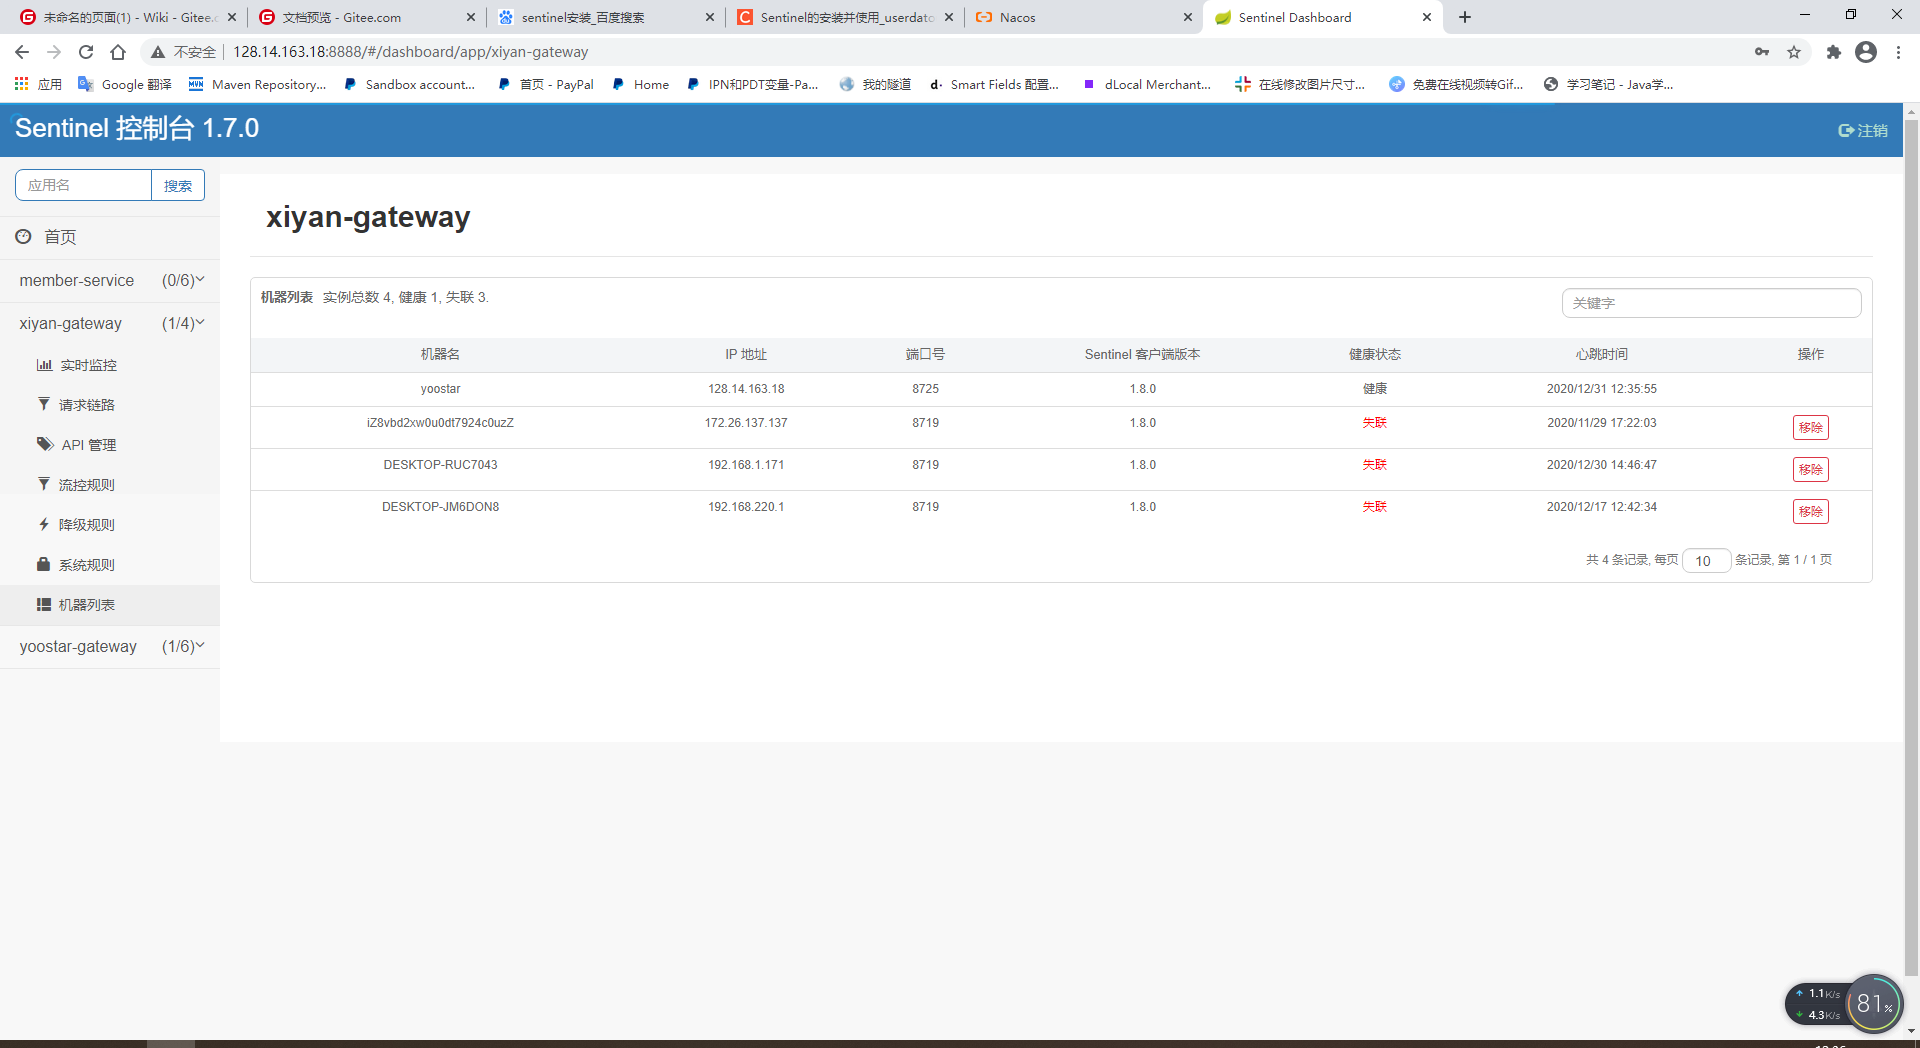 未命名的页面(1) - Wiki - Gitee.c
文档预览 - Gitee.com
sentinel安装_百度搜索
Sentinel的安装并使用_userdato
Nacos
Sentinel Dashboard
不安全 128.14.163.18:8888/#/dashboard/app/xiyan-gateway
应用 Google 翻译 Maven Repository... Sandbox account... 首页 - PayPal Home IPN和PDT变量-Pa... 我的隧道 d· Smart Fields 配置... dLocal Merchant... 在线修改图片尺寸... 免费在线视频转Gif... 学习笔记 - Java学...
Sentinel 控制台 1.7.0
注销
应用名 搜索
首页
member-service (0/6)
xiyan-gateway (1/4)
实时监控
请求链路
API 管理
流控规则
降级规则
系统规则
机器列表
yoostar-gateway (1/6)
xiyan-gateway
机器列表 实例总数 4, 健康 1, 失联 3.
关键字
机器名 IP 地址 端口号 Sentinel 客户端版本 健康状态 心跳时间 操作
yoostar 128.14.163.18 8725 1.8.0 健康 2020/12/31 12:35:55
iZ8vbd2xw0u0dt7924c0uzZ 172.26.137.137 8719 1.8.0 失联 2020/11/29 17:22:03 移除
DESKTOP-RUC7043 192.168.1.171 8719 1.8.0 失联 2020/12/30 14:46:47 移除
DESKTOP-JM6DON8 192.168.220.1 8719 1.8.0 失联 2020/12/17 12:42:34 移除
共 4 条记录, 每页 10 条记录, 第 1 / 1 页
1.1K/s
4.3K/s
81%